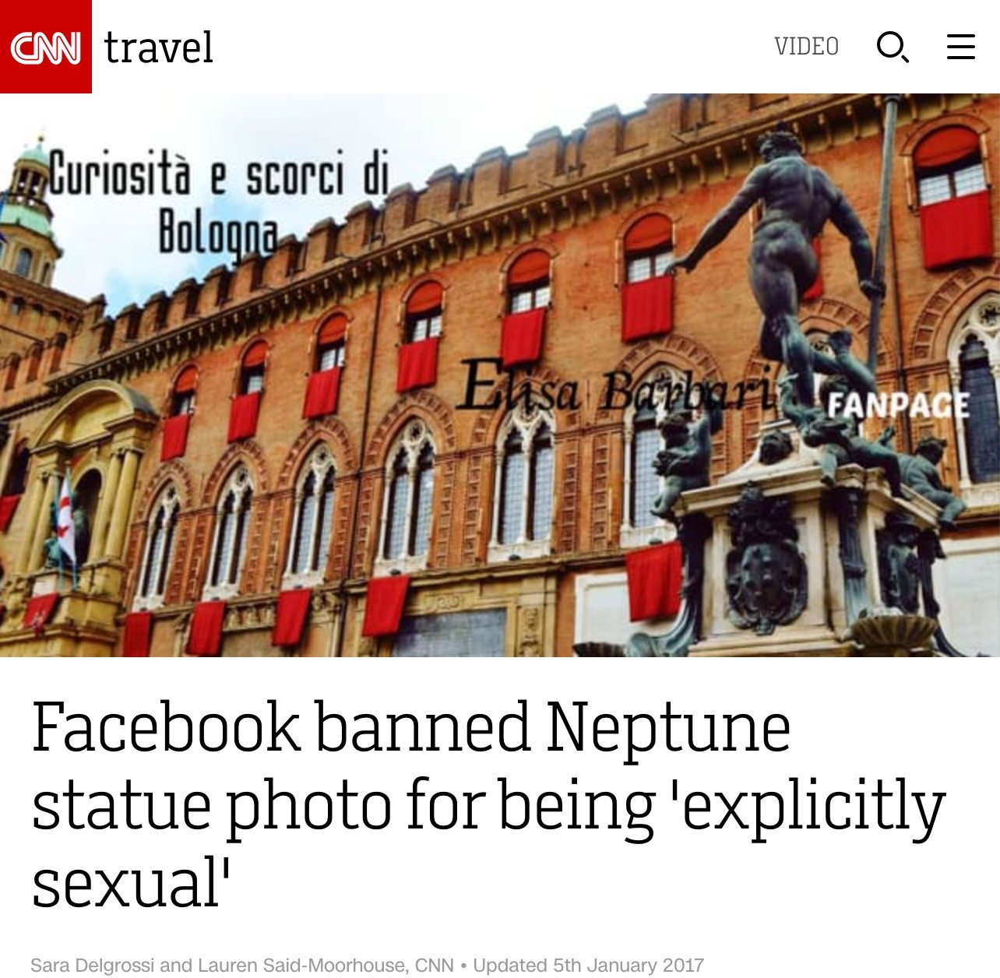 CNN travel
VIDEO
Curiosità e scorci di
Bologna
Elisa Barbari
FANPAGE
Facebook banned Neptune
statue photo for being 'explicitly
sexual'
Sara Delgrossi and Lauren Said-Moorhouse, CNN • Updated 5th January 2017